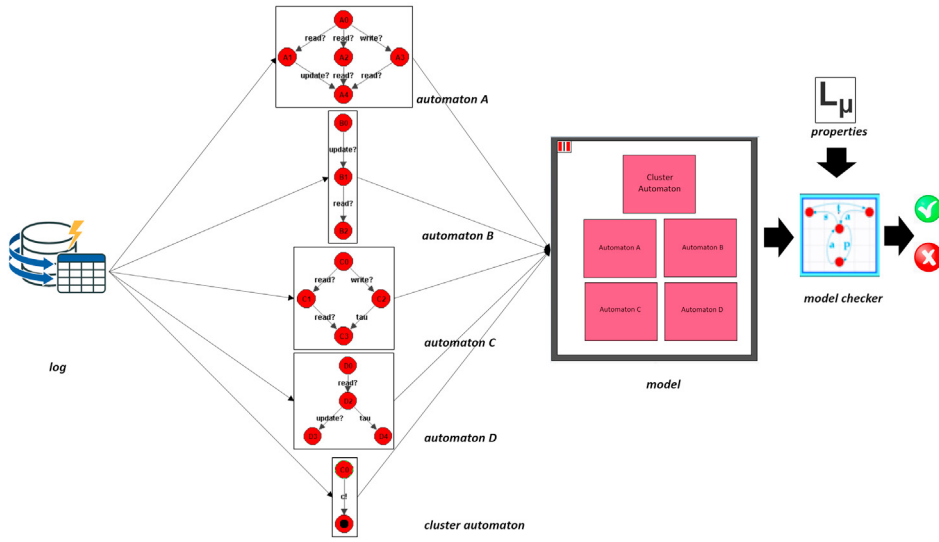 A0
read?
read?
write?
A1
A2
A3
update?
read?
read?
A4
automaton A
B0
update?
B1
read?
B2
automaton B
C0
read?
write?
C1
C2
read?
tau
C3
automaton C
D0
read?
D2
update?
tau
D3
D4
automaton D
c!
cluster automaton
log
Cluster
Automaton
Automaton A
Automaton B
Automaton C
Automaton D
model
Lμ
properties
s
a
a
p
model checker